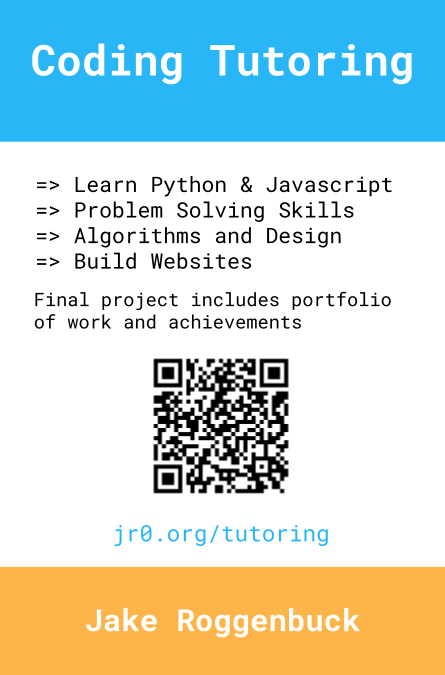 Coding Tutoring
=> Learn Python & Javascript
=> Problem Solving Skills
=> Algorithms and Design
=> Build Websites
Final project includes portfolio
of work and achievements
jr0.org/tutoring
Jake Roggenbuck